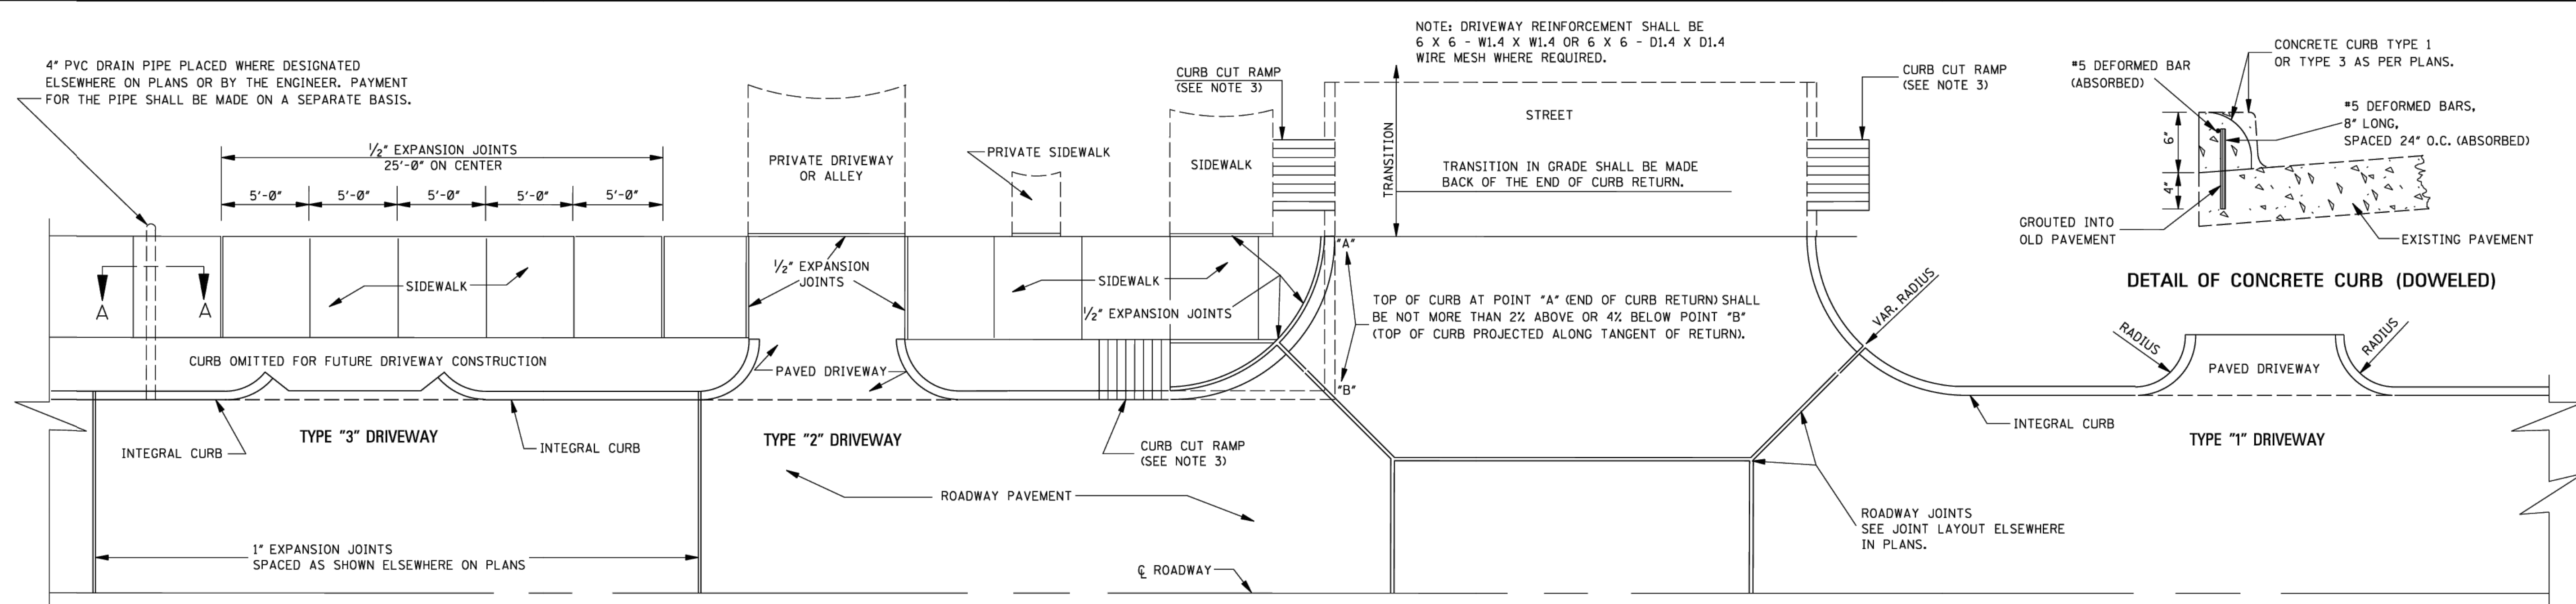 4" PVC DRAIN PIPE PLACED WHERE DESIGNATED
ELSEWHERE ON PLANS OR BY THE ENGINEER. PAYMENT
FOR THE PIPE SHALL BE MADE ON A SEPARATE BASIS.
1/2" EXPANSION JOINTS
25'-0" ON CENTER
5'-0"
5'-0"
5'-0"
5'-0"
5'-0"
PRIVATE DRIVEWAY
OR ALLEY
PRIVATE SIDEWALK
SIDEWALK
CURB CUT RAMP
(SEE NOTE 3)
NOTE: DRIVEWAY REINFORCEMENT SHALL BE
6 X 6 - W1.4 X W1.4 OR 6 X 6 - D1.4 X D1.4
WIRE MESH WHERE REQUIRED.
TRANSITION
STREET
TRANSITION IN GRADE SHALL BE MADE
BACK OF THE END OF CURB RETURN.
CURB CUT RAMP
(SEE NOTE 3)
#5 DEFORMED BAR
(ABSORBED)
CONCRETE CURB TYPE 1
OR TYPE 3 AS PER PLANS.
#5 DEFORMED BARS,
8" LONG,
SPACED 24" O.C. (ABSORBED)
6"
4"
GROUTED INTO
OLD PAVEMENT
EXISTING PAVEMENT
DETAIL OF CONCRETE CURB (DOWELED)
A
A
SIDEWALK
1/2" EXPANSION
JOINTS
SIDEWALK
1/2" EXPANSION JOINTS
"A"
TOP OF CURB AT POINT "A" (END OF CURB RETURN) SHALL
BE NOT MORE THAN 2% ABOVE OR 4% BELOW POINT "B"
(TOP OF CURB PROJECTED ALONG TANGENT OF RETURN).
"B"
VAR. RADIUS
RADIUS
RADIUS
PAVED DRIVEWAY
CURB OMITTED FOR FUTURE DRIVEWAY CONSTRUCTION
PAVED DRIVEWAY
INTEGRAL CURB
TYPE "3" DRIVEWAY
INTEGRAL CURB
TYPE "2" DRIVEWAY
CURB CUT RAMP
(SEE NOTE 3)
INTEGRAL CURB
TYPE "1" DRIVEWAY
ROADWAY PAVEMENT
ROADWAY JOINTS
SEE JOINT LAYOUT ELSEWHERE
IN PLANS.
1" EXPANSION JOINTS
SPACED AS SHOWN ELSEWHERE ON PLANS
℄ ROADWAY